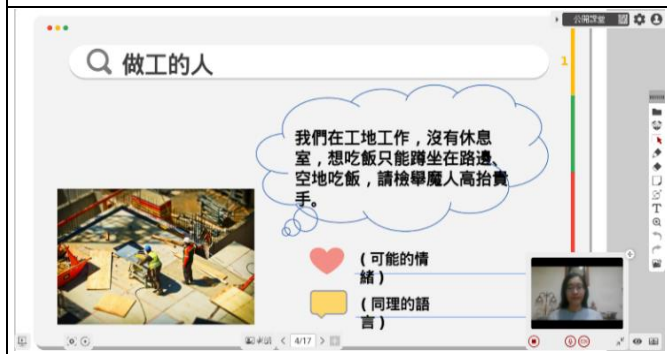 公開課堂
做工的人
1
我們在工地工作，沒有休息
室，想吃飯只能蹲坐在路邊、
空地吃飯，請檢舉魔人高抬貴
手。
(可能的情
緒)
(同理的語
言)
4/17